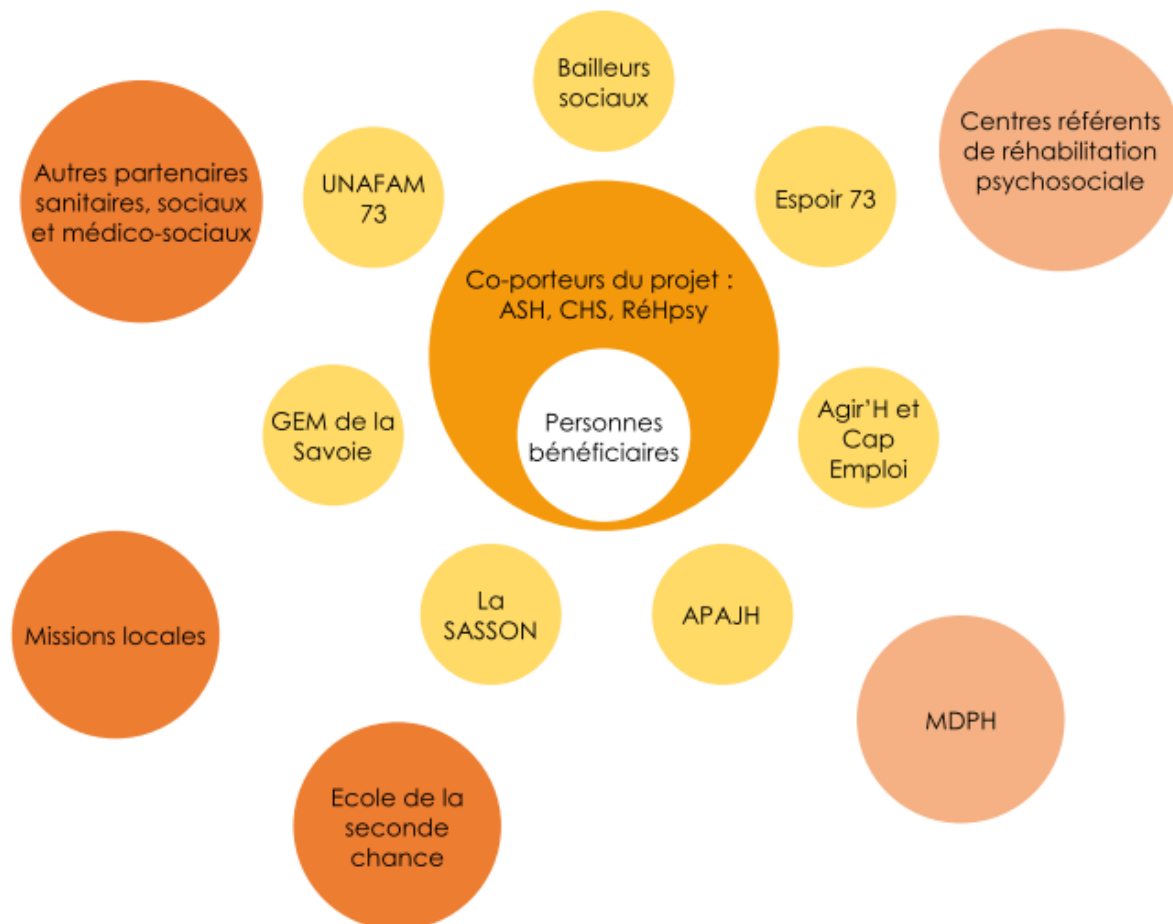 Bailleurs
sociaux
Autres partenaires
sanitaires, sociaux
et médico-sociaux
UNAFAM
73
Espoir 73
Centres référents
de réhabilitation
psychosociale
Co-porteurs du projet :
ASH, CHS, RéHpsy
Personnes
bénéficiaires
GEM de la
Savoie
Agir'H et
Cap
Emploi
Missions locales
La
SASSON
APAJH
MDPH
Ecole de la
seconde
chance